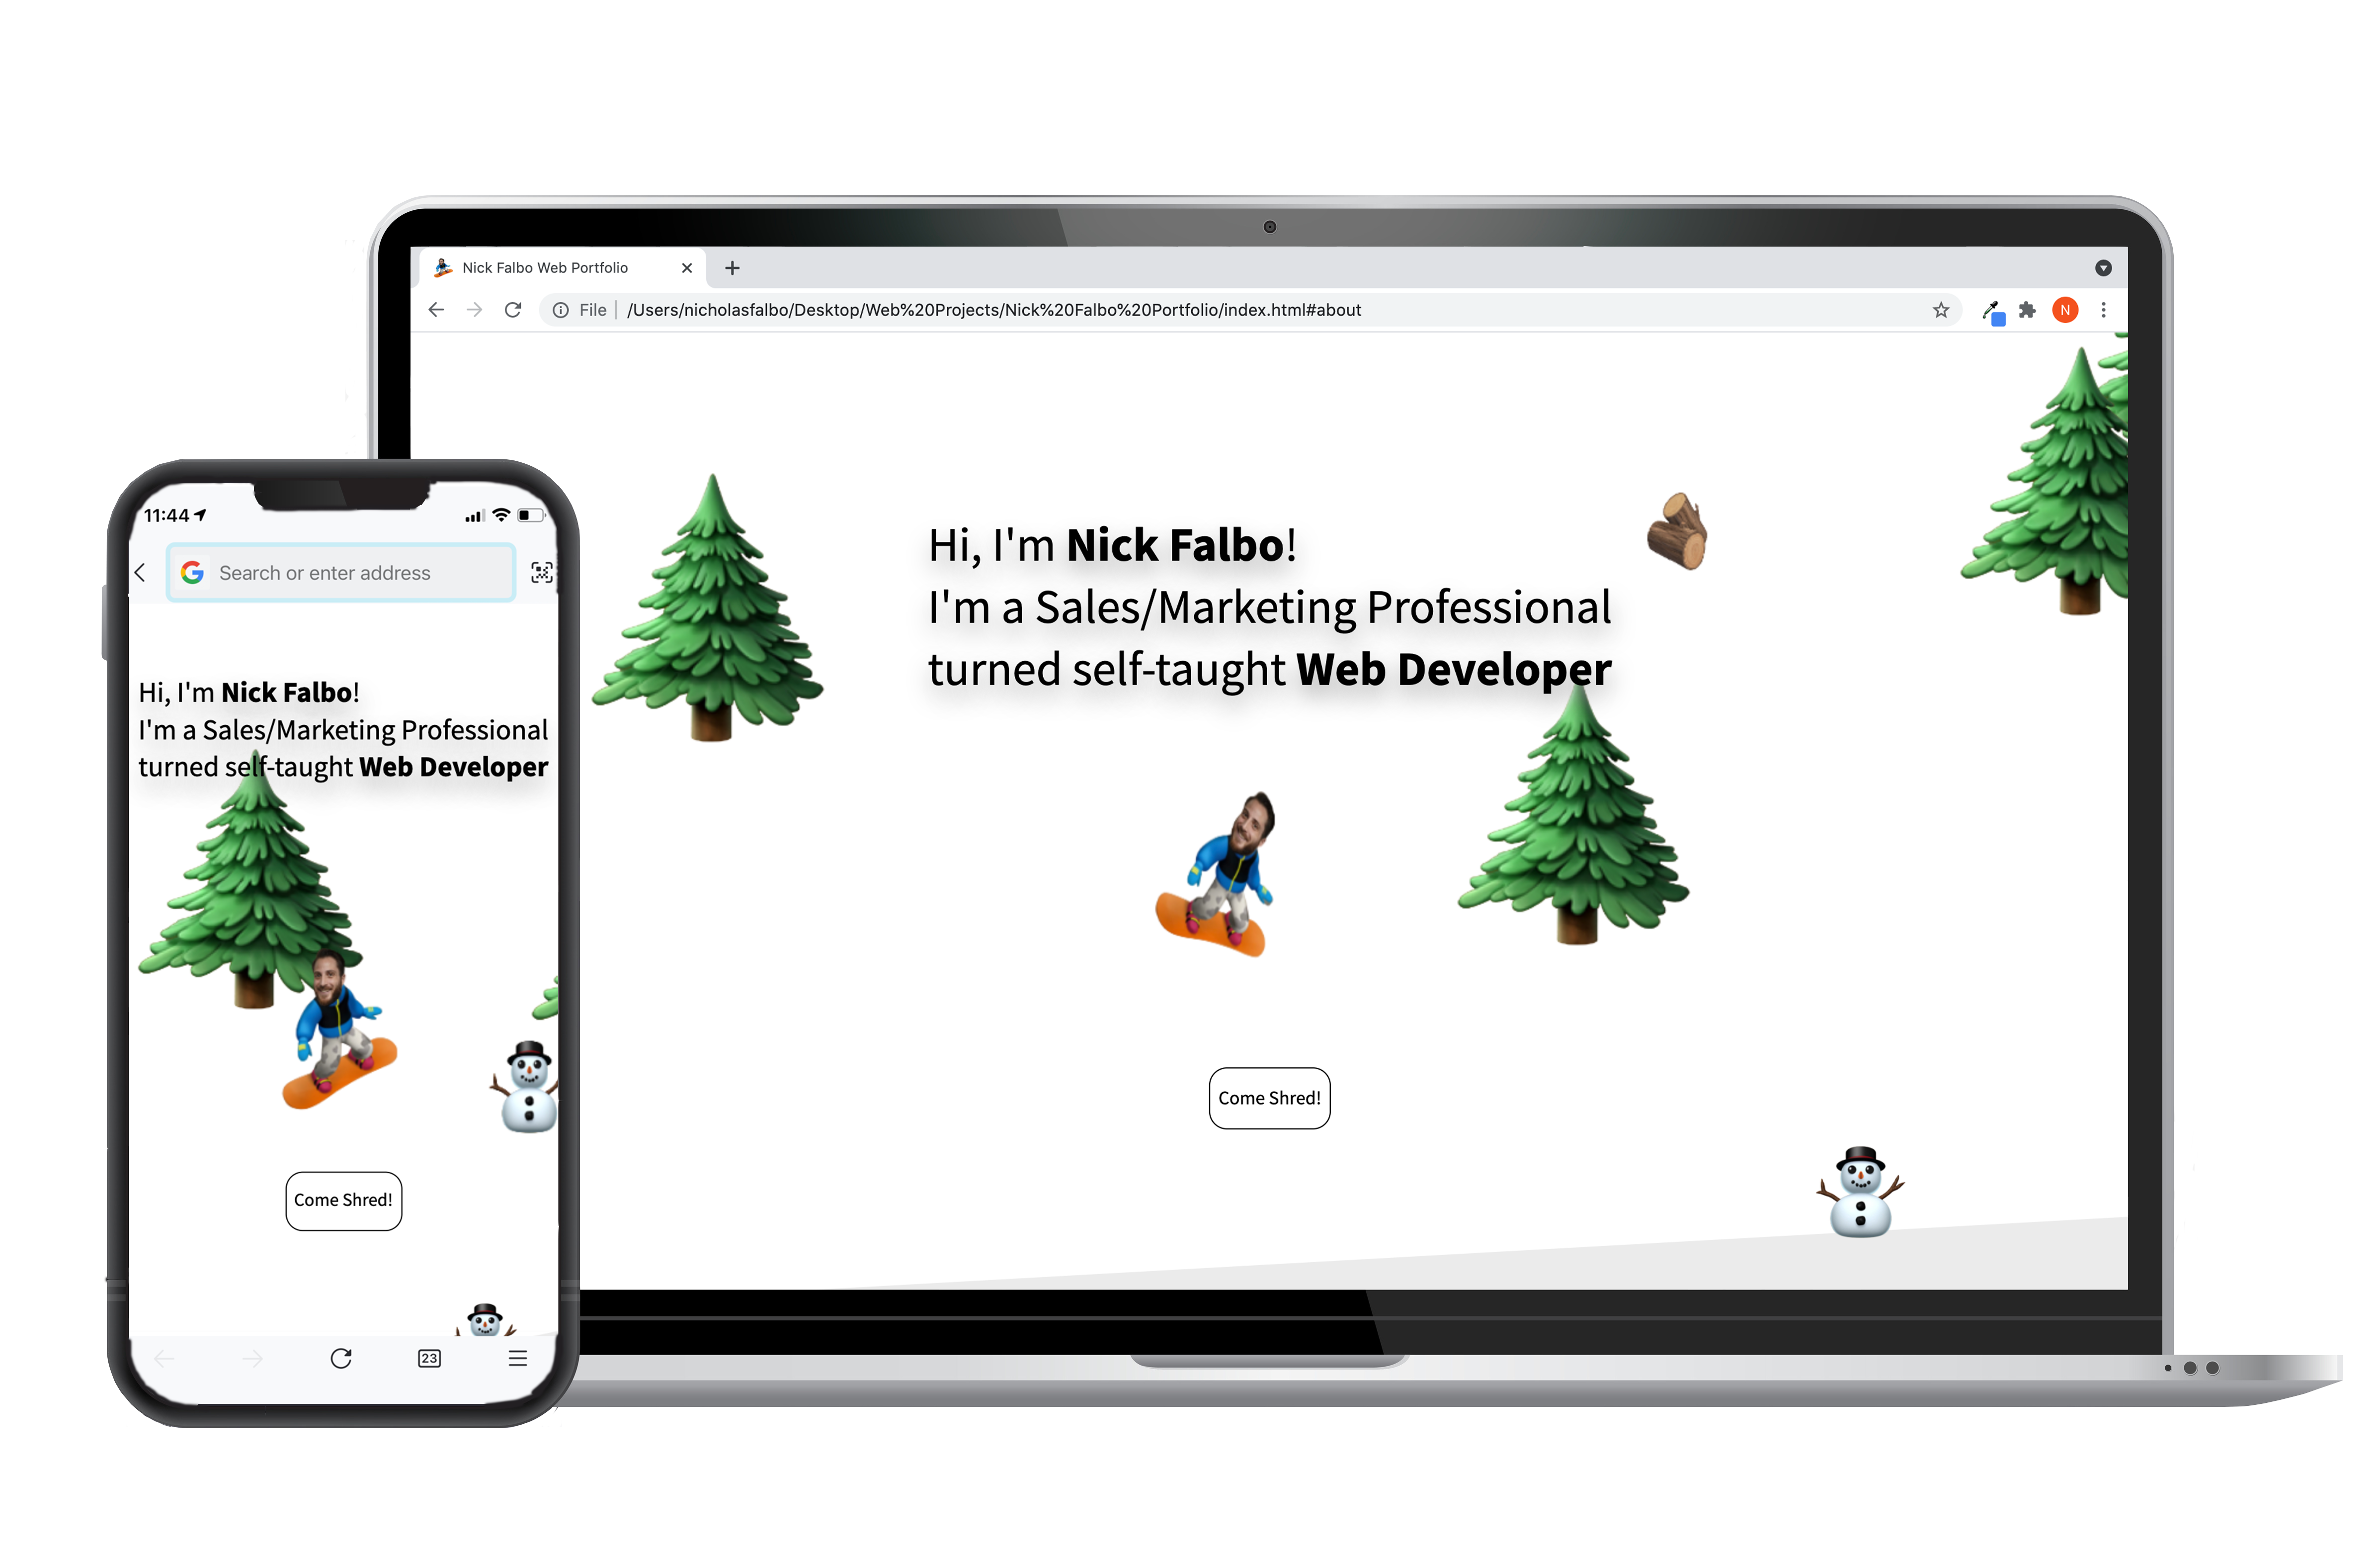 Nick Falbo Web Portfolio
File /Users/nicholasfalbo/Desktop/Web%20Projects/Nick%20Falbo%20Portfolio/index.html#about
N
Hi, I'm Nick Falbo!
I'm a Sales/Marketing Professional
turned self-taught Web Developer
Come Shred!
11:44
G Search or enter address
Hi, I'm Nick Falbo!
I'm a Sales/Marketing Professional
turned self-taught Web Developer
Come Shred!
23